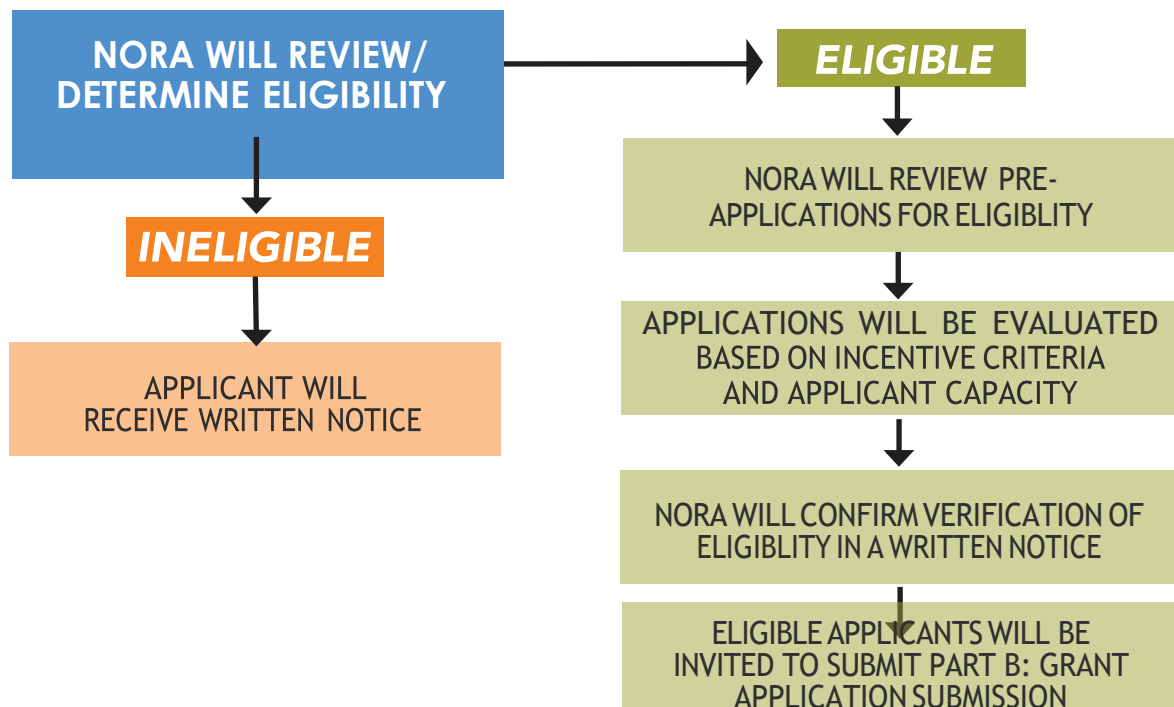 NORA WILL REVIEW/
DETERMINE ELIGIBILITY
INELIGIBLE
APPLICANT WILL
RECEIVE WRITTEN NOTICE
ELIGIBLE
NORA WILL REVIEW PRE-
APPLICATIONS FOR ELIGIBLITY
APPLICATIONS WILL BE EVALUATED
BASED ON INCENTIVE CRITERIA
AND APPLICANT CAPACITY
NORA WILL CONFIRM VERIFICATION OF
ELIGIBLITY IN A WRITTEN NOTICE
ELIGIBLE APPLICANTS WILL BE
INVITED TO SUBMIT PART B: GRANT
APPLICATION SUBMISSION